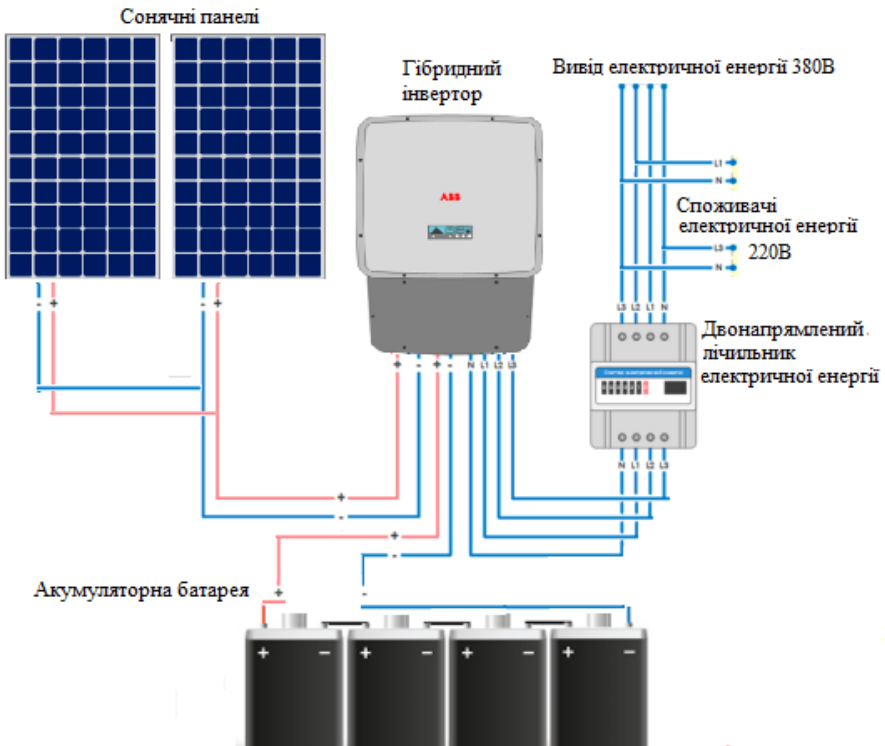 Сонячні панелі
Гібридний
інвертор
Вивід електричної енергії 380В
ABB
L1
N
Споживачі
електричної енергії
L3
220В
N
- +
- +
L3 L2 L1 N
Двонапрямлений
лічильник
електричної енергії
+ - + - N L1 L2 L3
N L1 L2 L3
+
-
+
-
Акумуляторна батарея
+
-
+ − + − + − + −